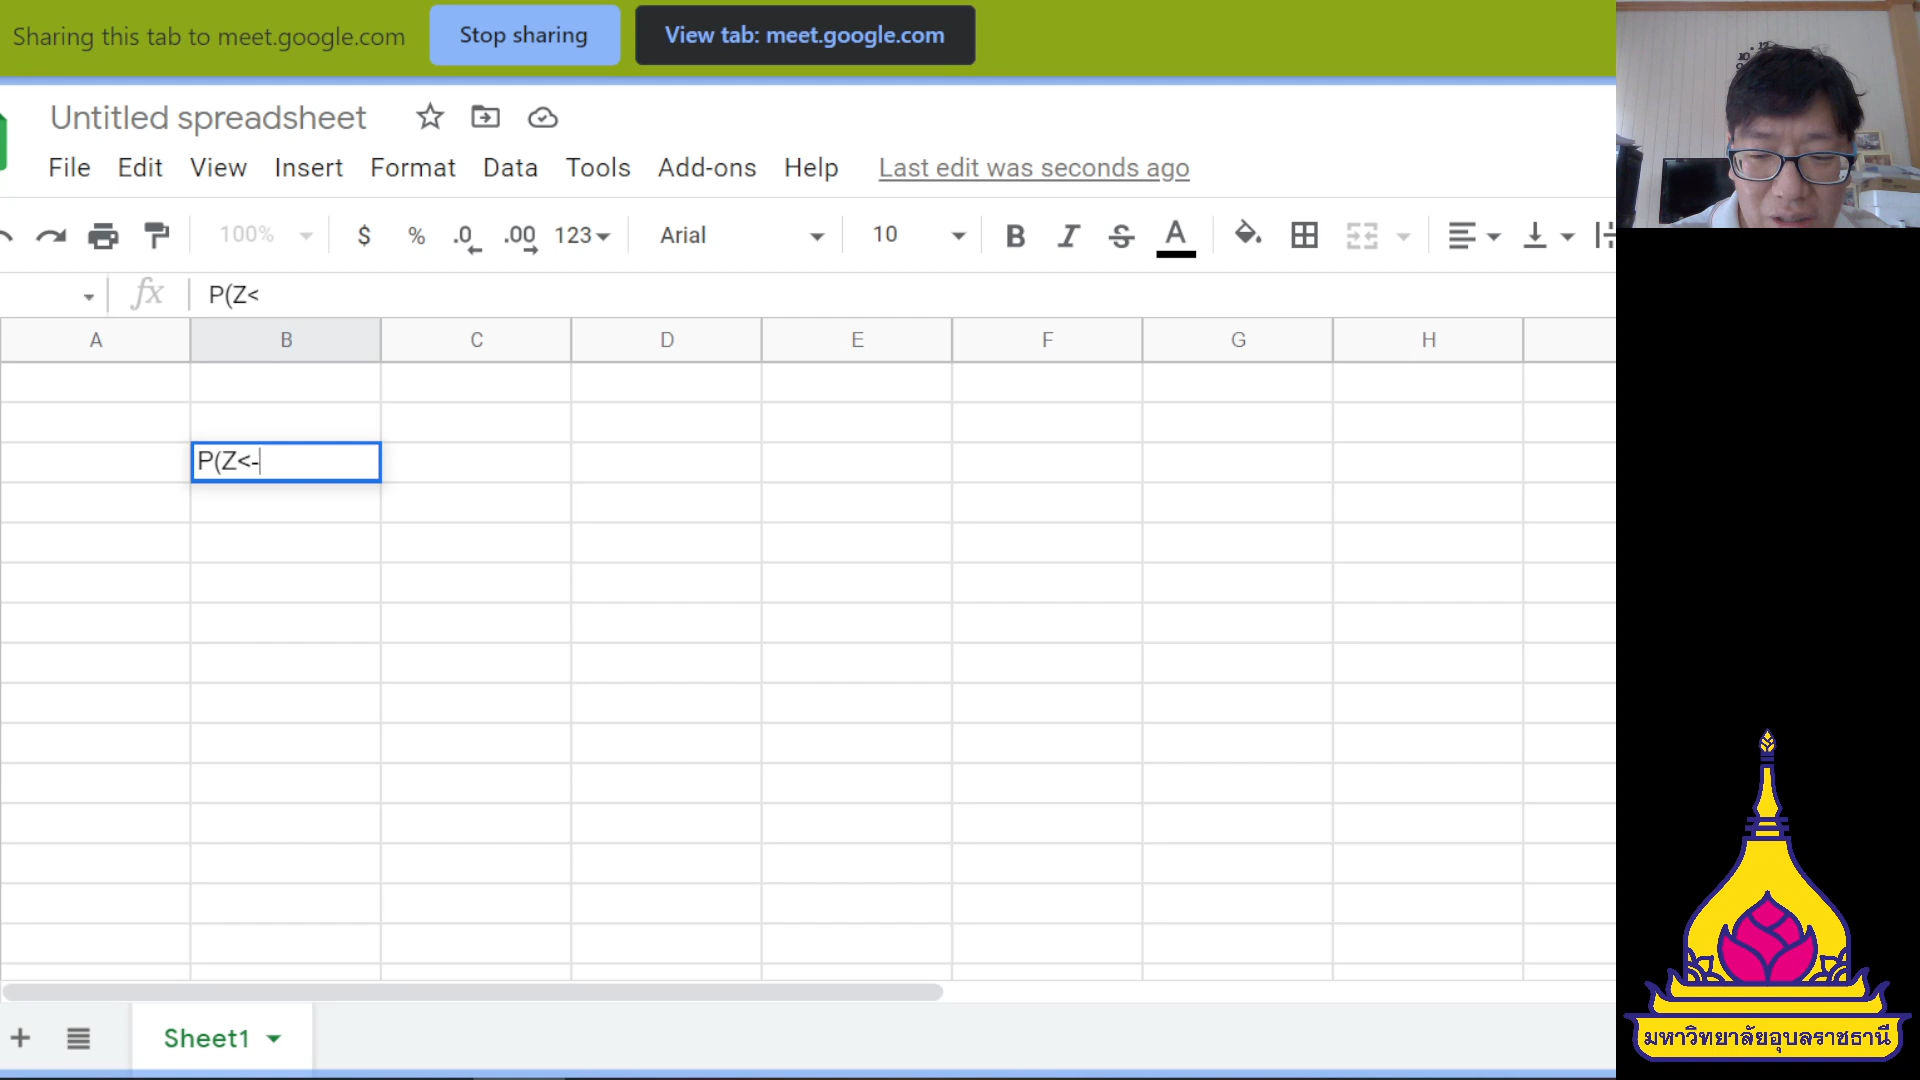 Sharing this tab to meet.google.com Stop sharing View tab: meet.google.com
Untitled spreadsheet
File Edit View Insert Format Data Tools Add-ons Help Last edit was seconds ago
100% $ % .0 .00 123 Arial 10 B I S A
fx P(Z<
A B C D E F G H
P(Z<-
+ Sheet1
มหาวิทยาลัยอุบลราชธานี